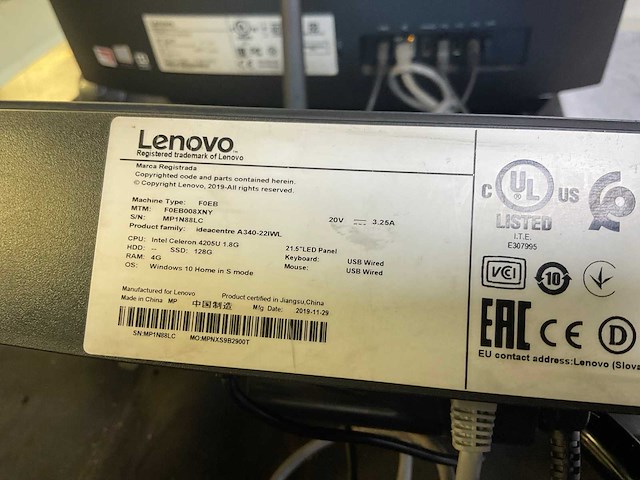 Lenovo
Registered trademark of Lenovo
Marca Registrada
Copyrighted code and parts contained herein.
© Copyright Lenovo, 2019-All rights reserved.
Machine Type: F0EB
MTM: F0EB008XNY
S/N: MP1N88LC
20V ⎓ 3.25A
Product family: ideacentre A340-22IWL
CPU: Intel Celeron 4205U 1.8G
21.5"LED Panel
HDD: -- SSD: 128G
Keyboard: USB Wired
RAM: 4G
Mouse: USB Wired
OS: Windows 10 Home in S mode
Manufactured for Lenovo
Product certified in Jiangsu,China
Made in China MP 中国制造 Mfg Date: 2019-11-29
SN:MP1N88LC MO:MPNXS9B2900T
C UL US
LISTED
I.T.E.
E307995
VCI
10
EAC CE D
EU contact address:Lenovo (Slova